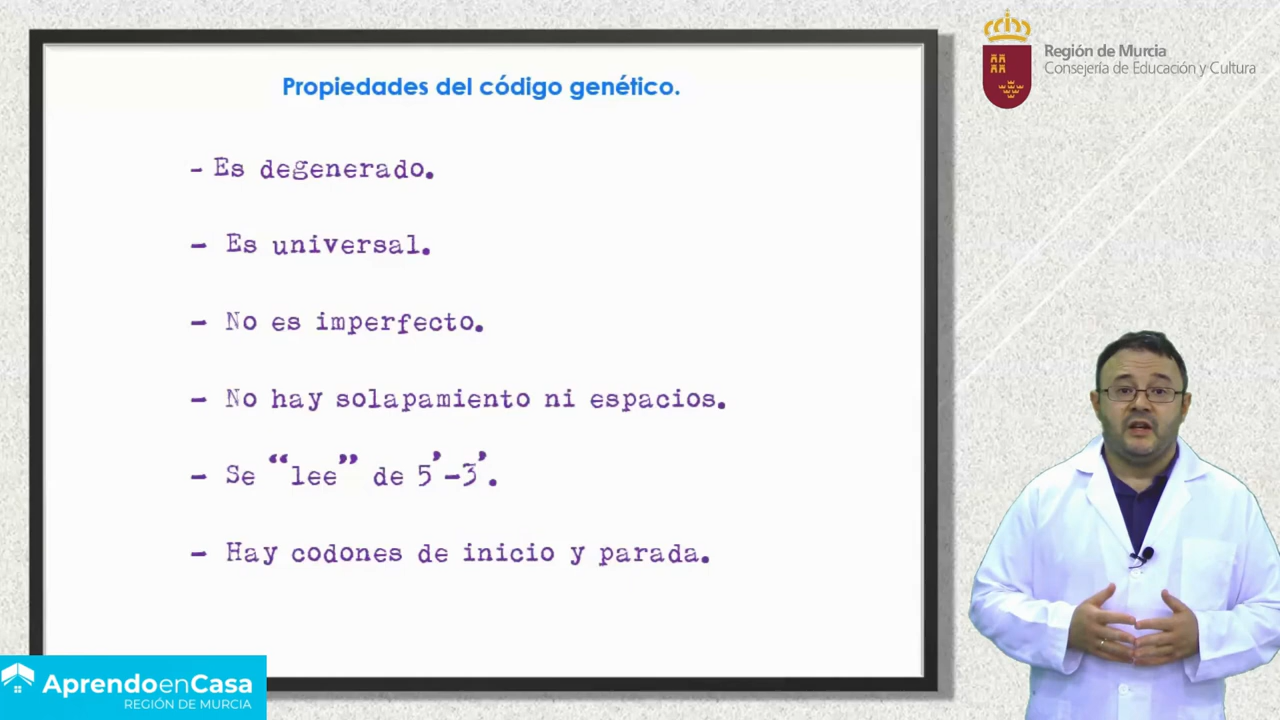 Propiedades del código genético.
- Es degenerado.
- Es universal.
- No es imperfecto.
- No hay solapamiento ni espacios.
- Se “lee” de 5’-3’.
- Hay codones de inicio y parada.
Región de Murcia
Consejería de Educación y Cultura
AprendoenCasa
REGIÓN DE MURCIA